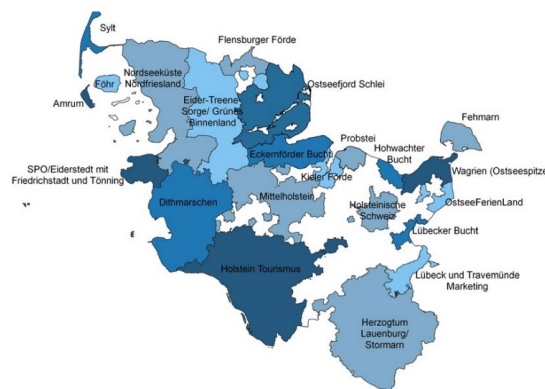 Sylt
Flensburger Förde
Nordseeküste
Nordfriesland
Föhr
Ostseefjord Schlei
Eider-Treene-
Sorge/ Grünes
Binnenland
Amrum
Fehmarn
Probstei
Hohwachter
Bucht
Eckernförder Bucht
SPO/Eiderstedt mit
Friedrichstadt und Tönning
Wagrien (Ostseespitze
Kieler Förde
Mittelholstein
Dithmarschen
Holsteinische
Schweiz
OstseeFerienLand
Lübecker Bucht
Holstein Tourismus
Lübeck und Travemünde
Marketing
Herzogtum
Lauenburg/
Stormarn